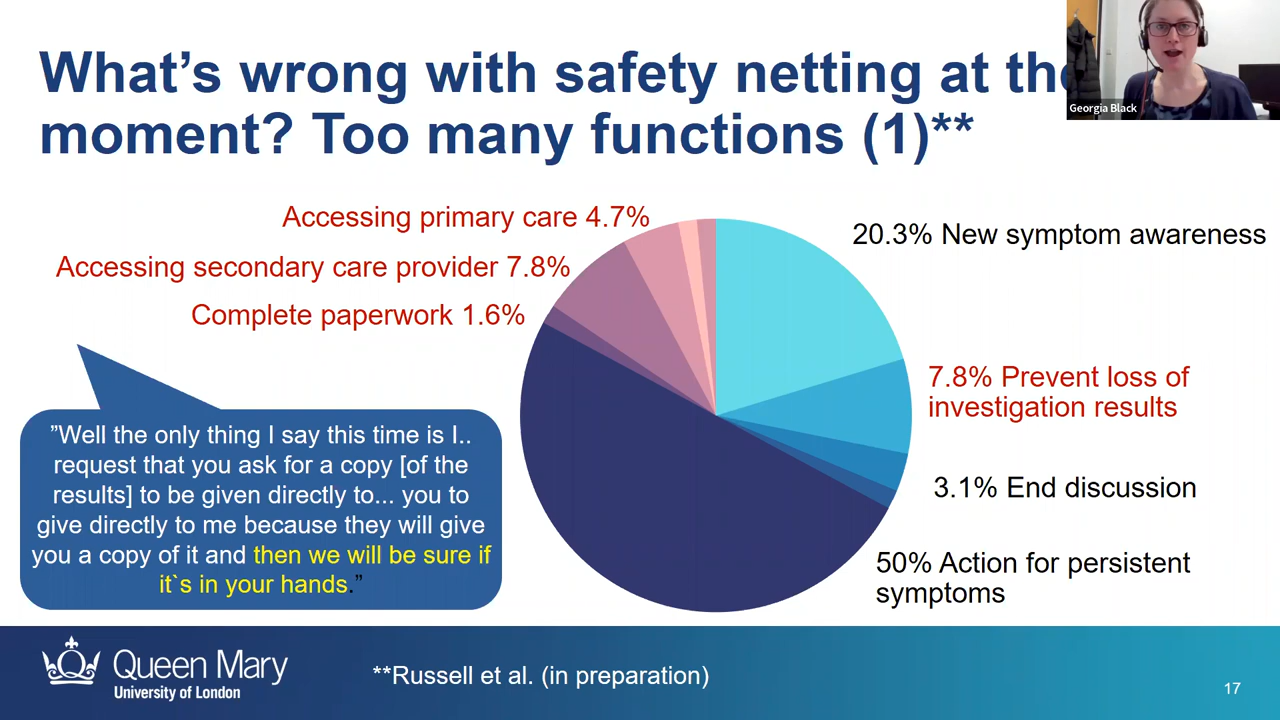 What’s wrong with safety netting at the
moment? Too many functions (1)**
Georgia Black
Accessing primary care 4.7%
Accessing secondary care provider 7.8%
Complete paperwork 1.6%
20.3% New symptom awareness
7.8% Prevent loss of
investigation results
3.1% End discussion
50% Action for persistent
symptoms
”Well the only thing I say this time is I..
request that you ask for a copy [of the
results] to be given directly to... you to
give directly to me because they will give
you a copy of it and then we will be sure if
it`s in your hands.”
Queen Mary
University of London
**Russell et al. (in preparation)
17